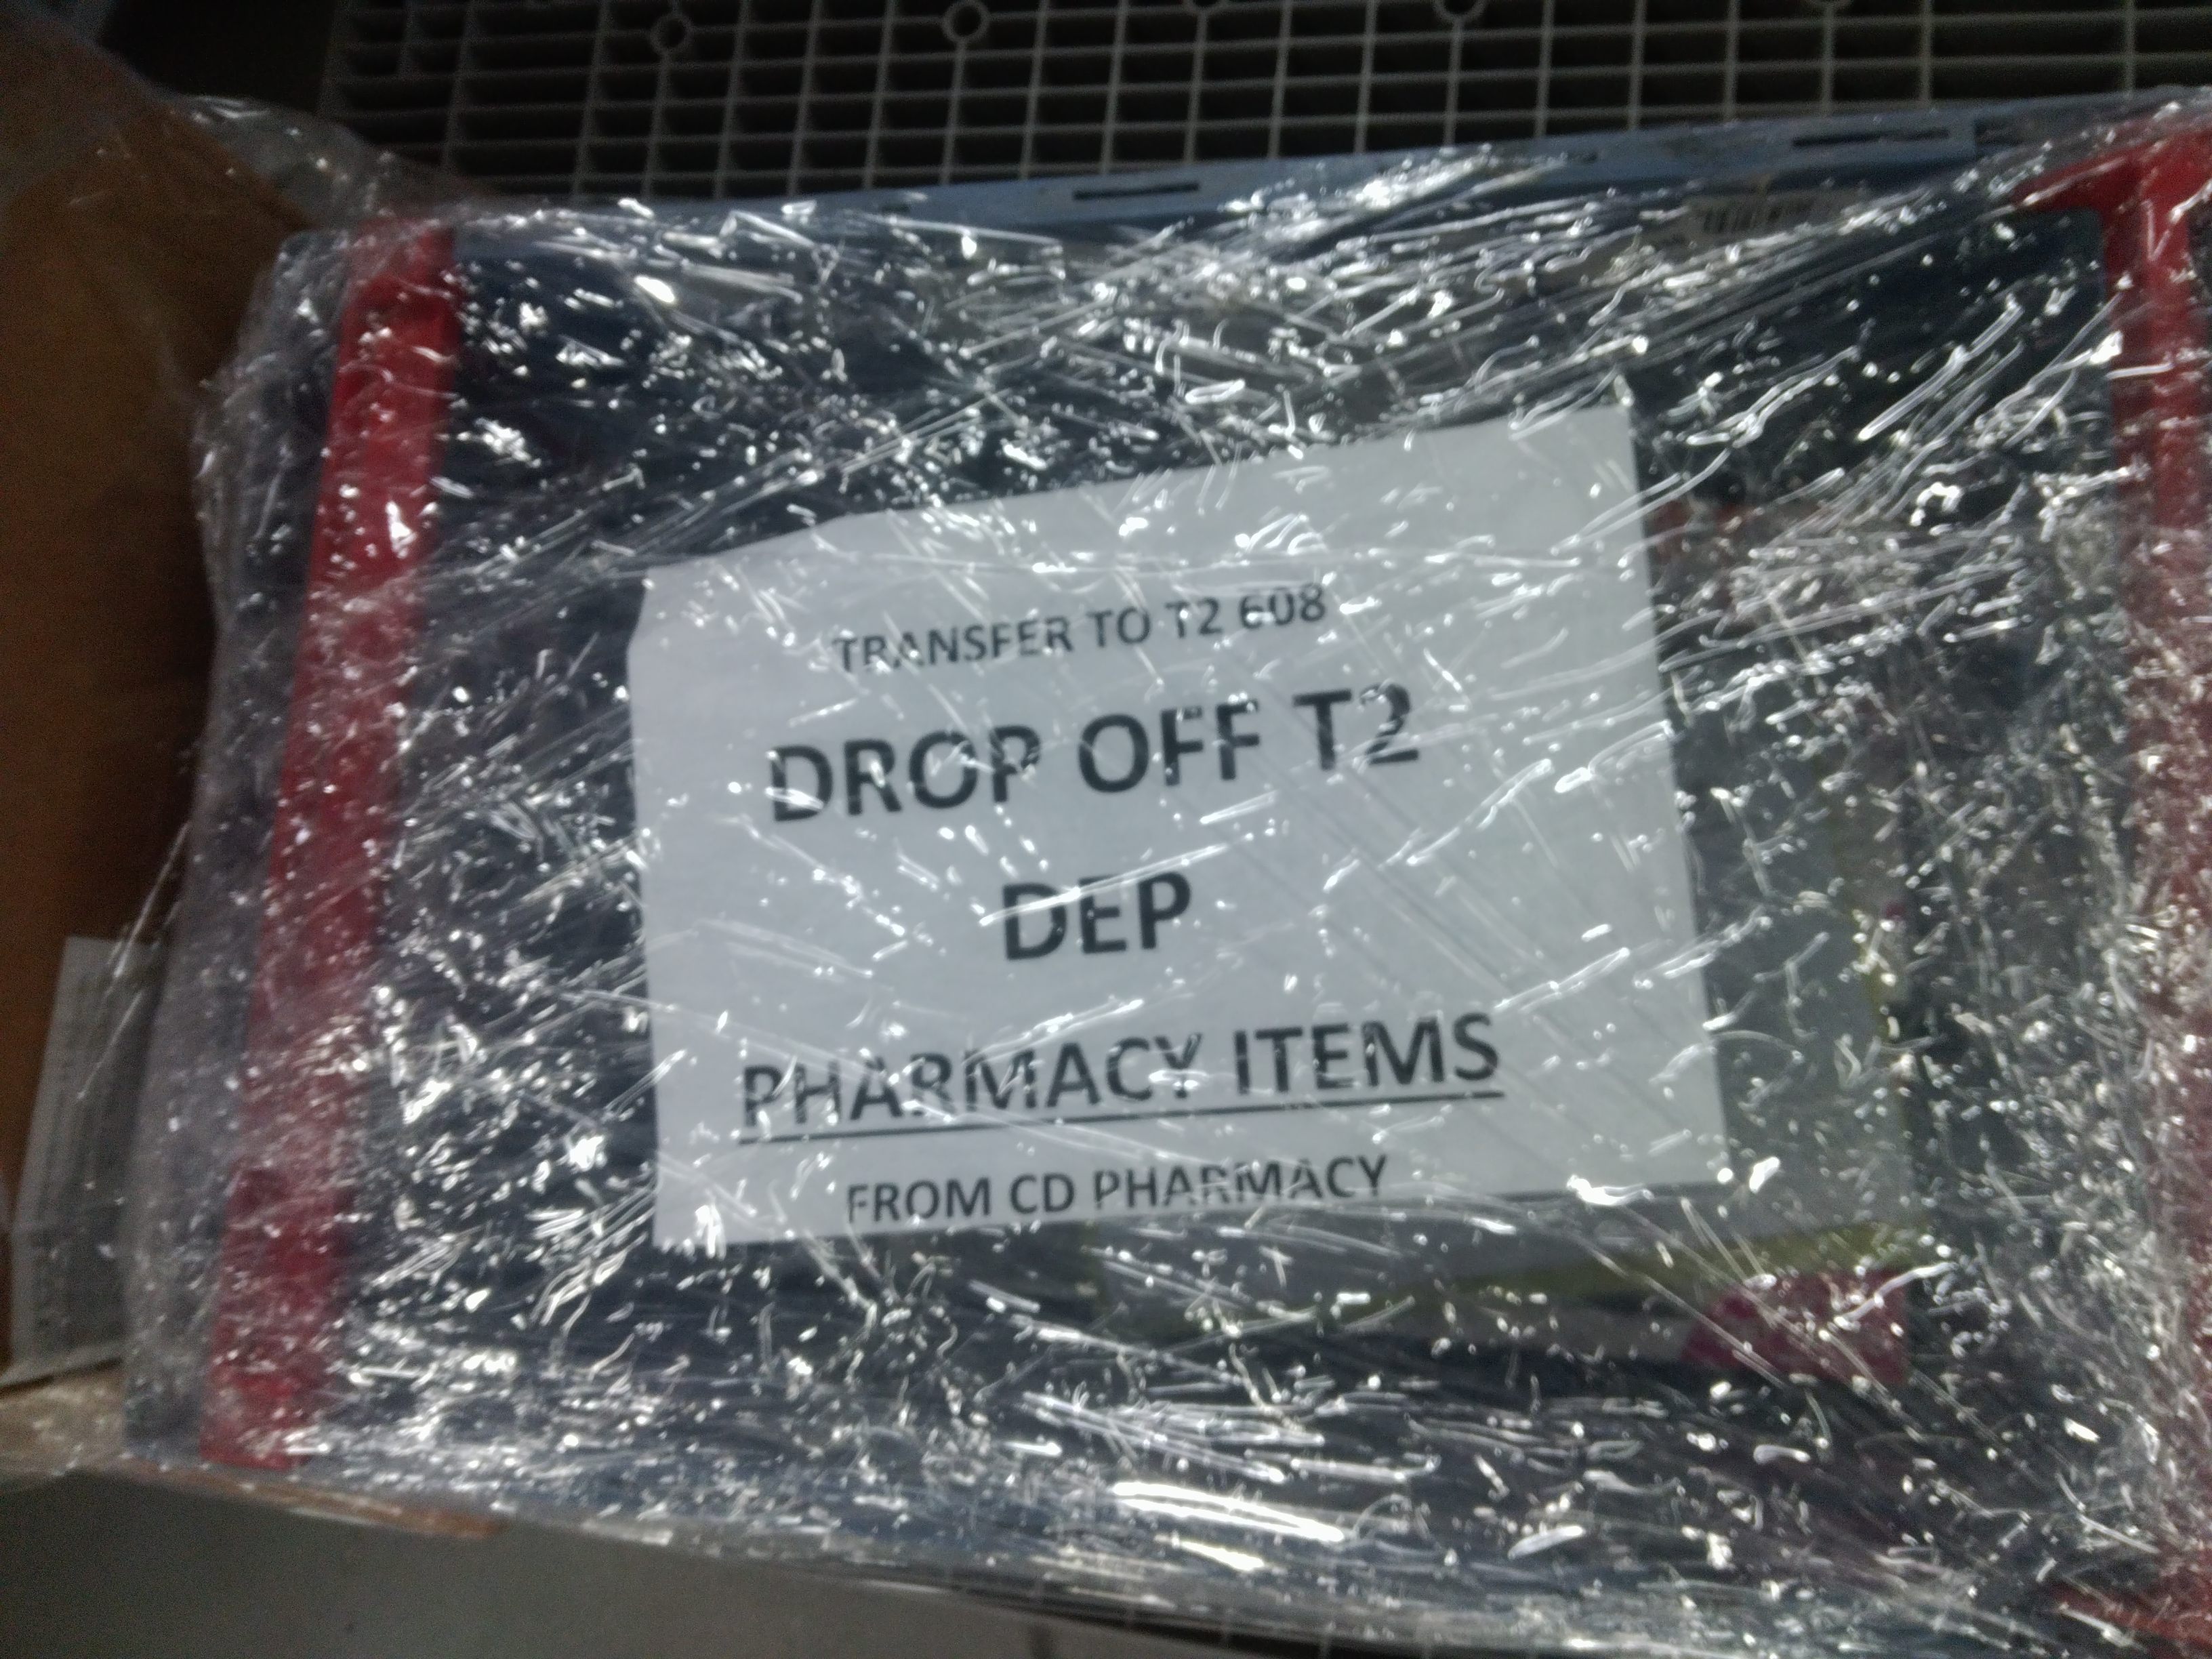 TRANSFER TO T2 608
DROP OFF T2
DEP
PHARMACY ITEMS
FROM CD PHARMACY